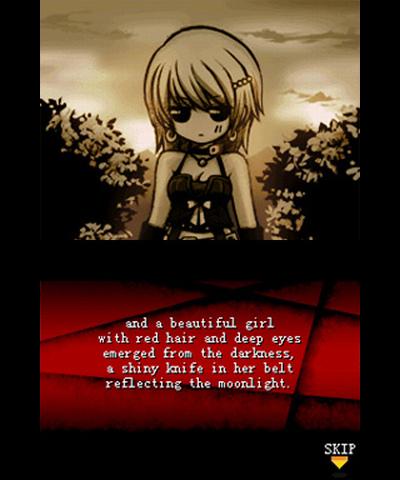 and a beautiful girl
with red hair and deep eyes
emerged from the darkness,
a shiny knife in her belt
reflecting the moonlight.
SKIP